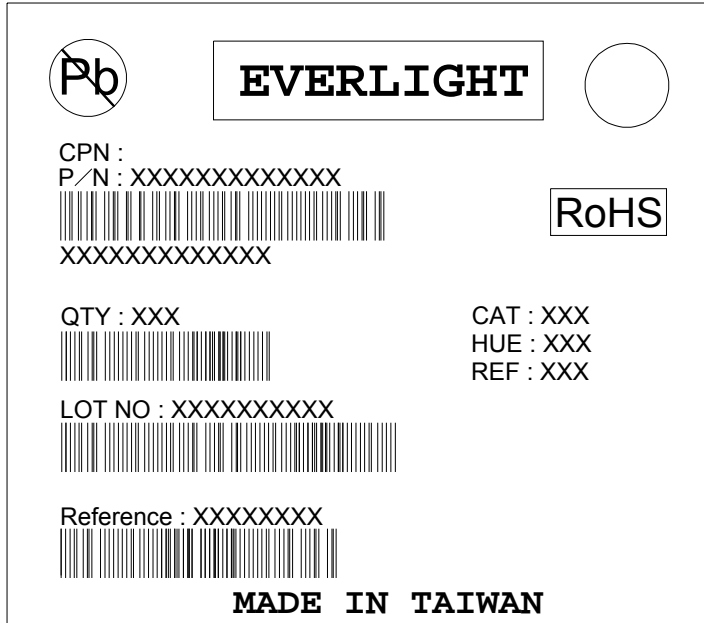 Pb
EVERLIGHT
CPN :
P/N : XXXXXXXXXXXXX
RoHS
XXXXXXXXXXXXX
QTY : XXX
CAT : XXX
HUE : XXX
REF : XXX
LOT NO : XXXXXXXXXX
Reference : XXXXXXXX
MADE IN TAIWAN